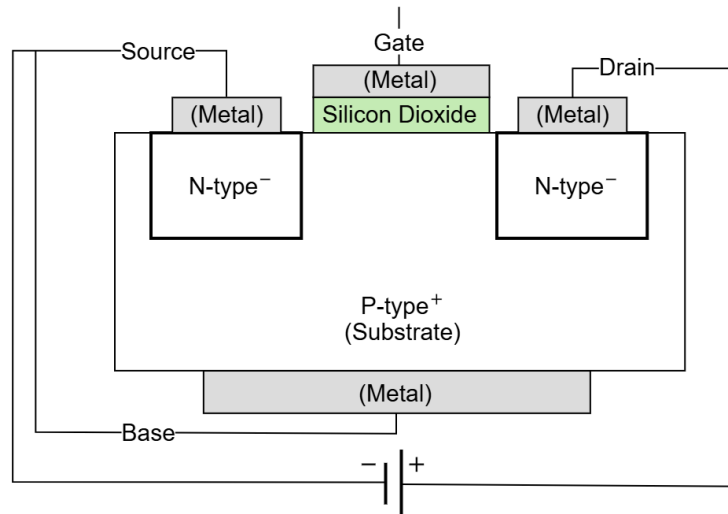 Gate
Source
(Metal)
Drain
(Metal)
Silicon Dioxide
(Metal)
N-type⁻
N-type⁻
P-type⁺
(Substrate)
(Metal)
Base
− +